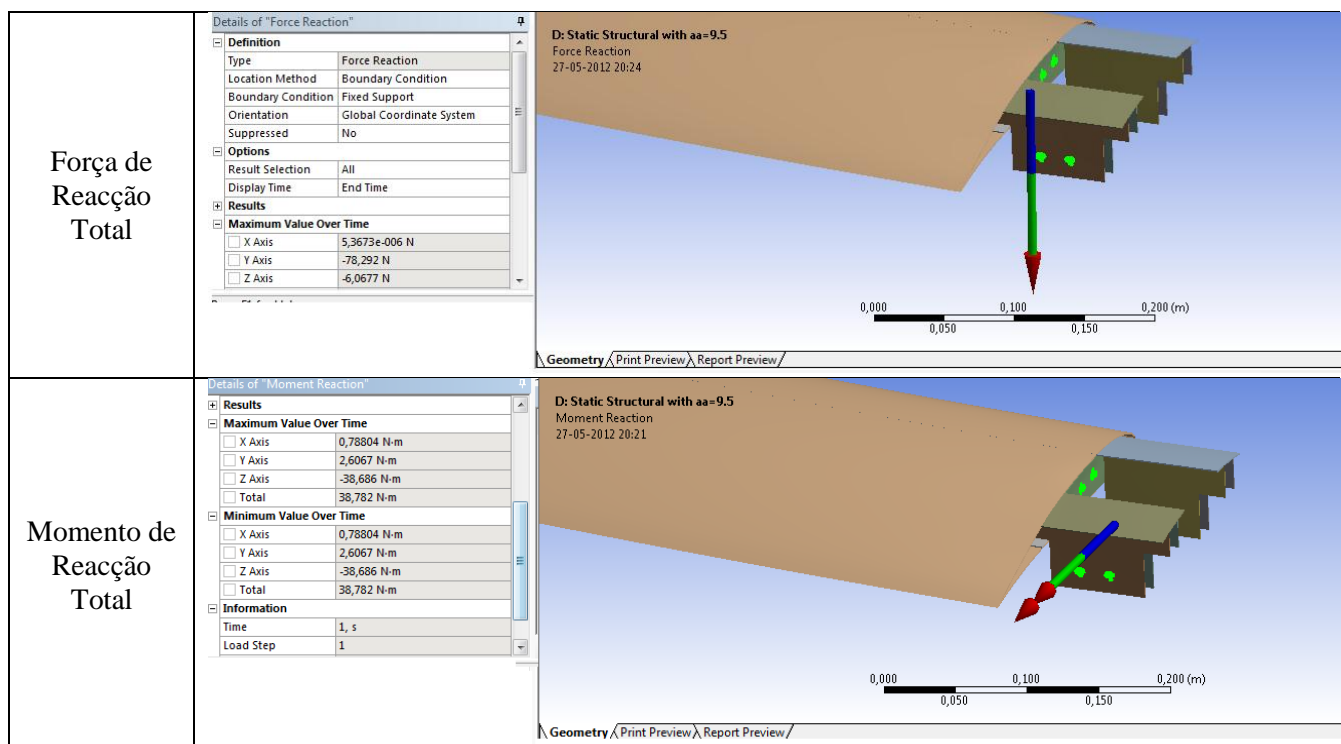 Força de
Reacção
Total
Details of "Force Reaction"
Definition
Type Force Reaction
Location Method Boundary Condition
Boundary Condition Fixed Support
Orientation Global Coordinate System
Suppressed No
Options
Result Selection All
Display Time End Time
Results
Maximum Value Over Time
X Axis 5,3673e-006 N
Y Axis -78,292 N
Z Axis -6,0677 N
D: Static Structural with aa=9.5
Force Reaction
27-05-2012 20:24
0,000 0,100 0,200 (m)
0,050 0,150
Geometry Print Preview Report Preview
Momento de
Reacção
Total
Details of "Moment Reaction"
Results
Maximum Value Over Time
X Axis 0,78804 N·m
Y Axis 2,6067 N·m
Z Axis -38,686 N·m
Total 38,782 N·m
Minimum Value Over Time
X Axis 0,78804 N·m
Y Axis 2,6067 N·m
Z Axis -38,686 N·m
Total 38,782 N·m
Information
Time 1, s
Load Step 1
D: Static Structural with aa=9.5
Moment Reaction
27-05-2012 20:21
0,000 0,100 0,200 (m)
0,050 0,150
Geometry Print Preview Report Preview